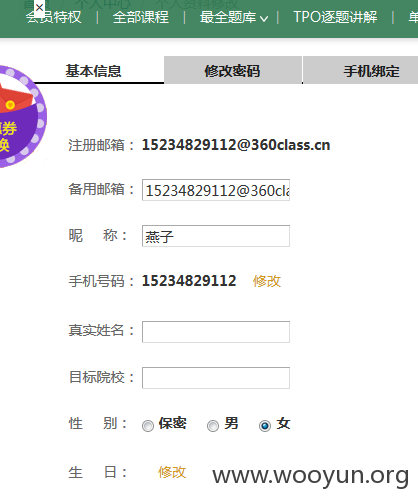 会员特权 | 全部课程 | 最全题库 | TPO逐题讲解 | 单
基本信息 修改密码 手机绑定
券
换
注册邮箱： 15234829112@360class.cn
备用邮箱： 15234829112@360cla
昵 称： 燕子
手机号码： 15234829112 修改
真实姓名：
目标院校：
性 别： 保密 男 女
生 日： 修改
www.wooyun.org